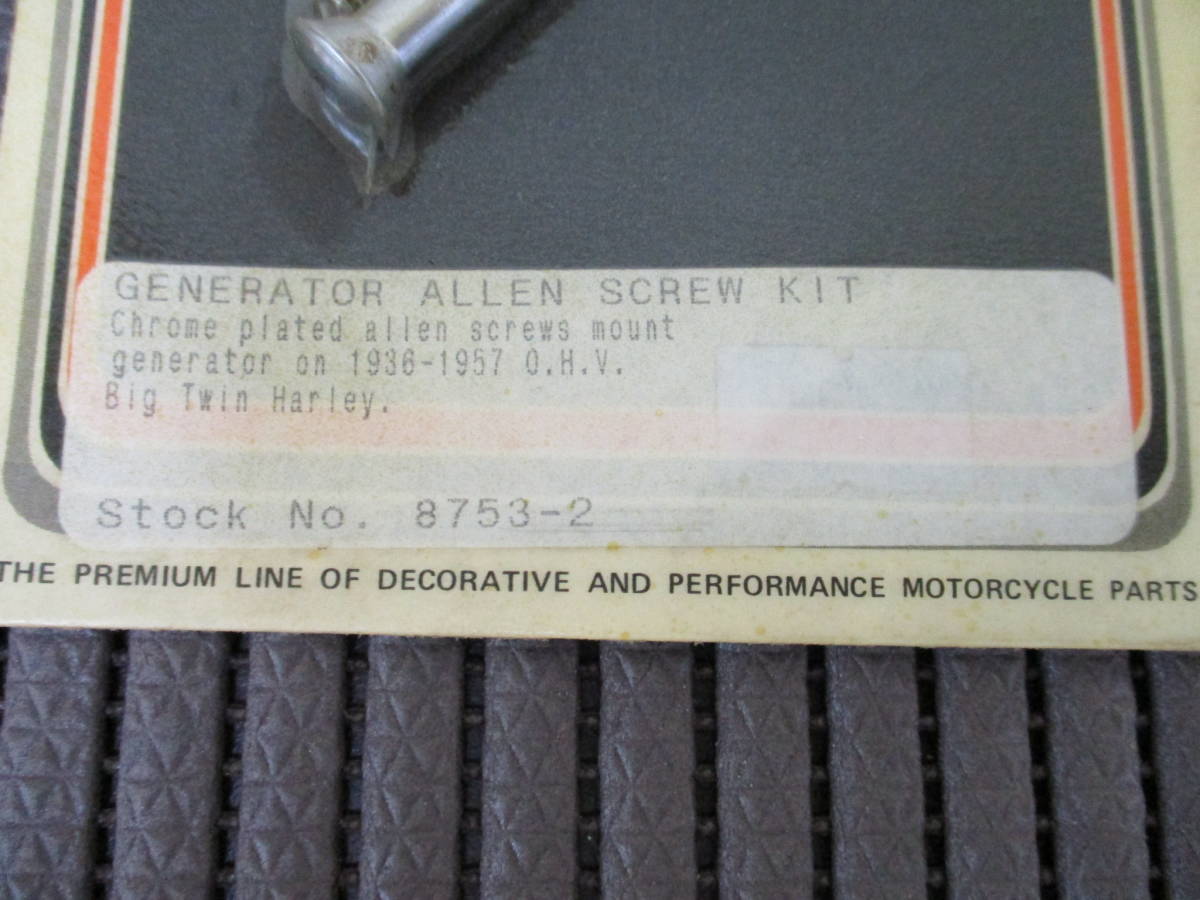 GENERATOR ALLEN SCREW KIT
Chrome plated allen screws mount
generator on 1936-1957 O.H.V.
Big Twin Harley.
Stock No. 8753-2
THE PREMIUM LINE OF DECORATIVE AND PERFORMANCE MOTORCYCLE PARTS